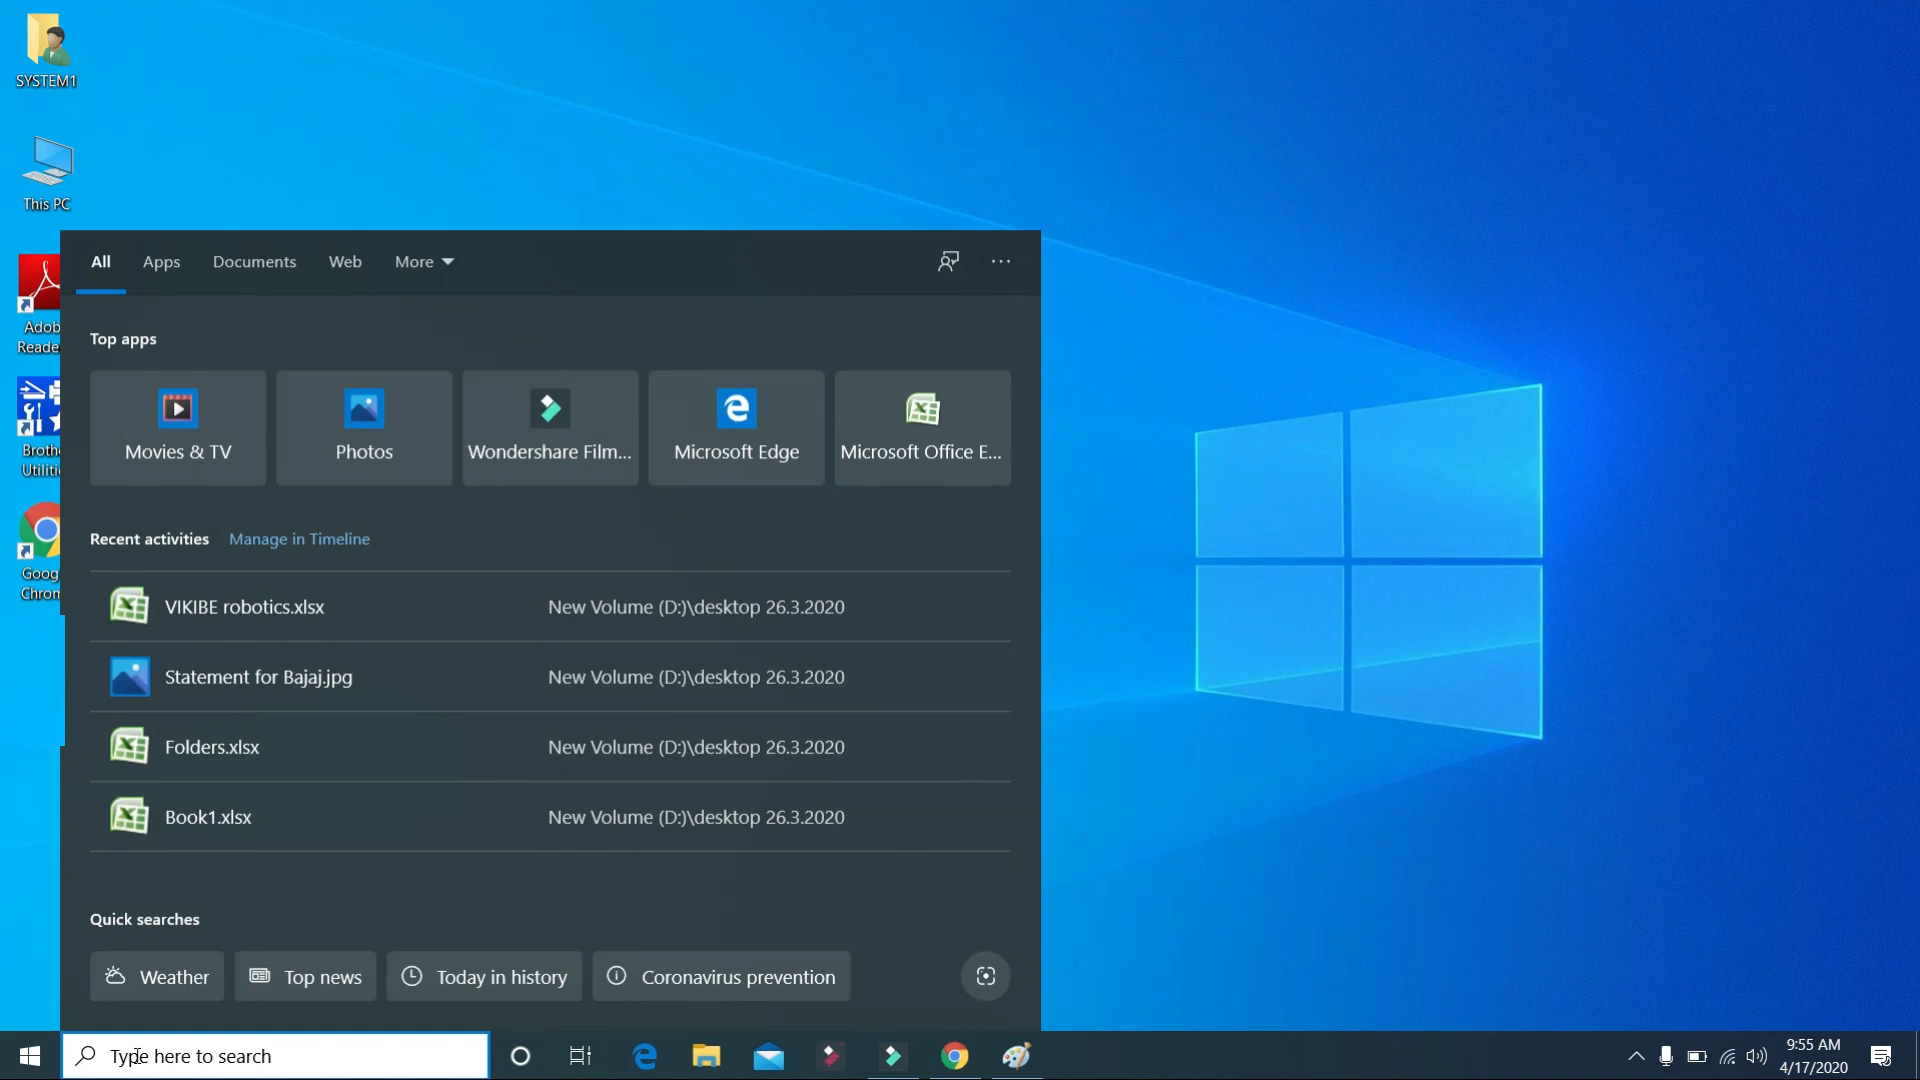 SYSTEM1
This PC
Adob
Reade
Broth
Utiliti
Goog
Chrom
All Apps Documents Web More
Top apps
Movies & TV Photos Wondershare Film... Microsoft Edge Microsoft Office E...
Recent activities Manage in Timeline
VIKIBE robotics.xlsx New Volume (D:)\desktop 26.3.2020
Statement for Bajaj.jpg New Volume (D:)\desktop 26.3.2020
Folders.xlsx New Volume (D:)\desktop 26.3.2020
Book1.xlsx New Volume (D:)\desktop 26.3.2020
Quick searches
Weather Top news Today in history Coronavirus prevention
Type here to search
9:55 AM
4/17/2020